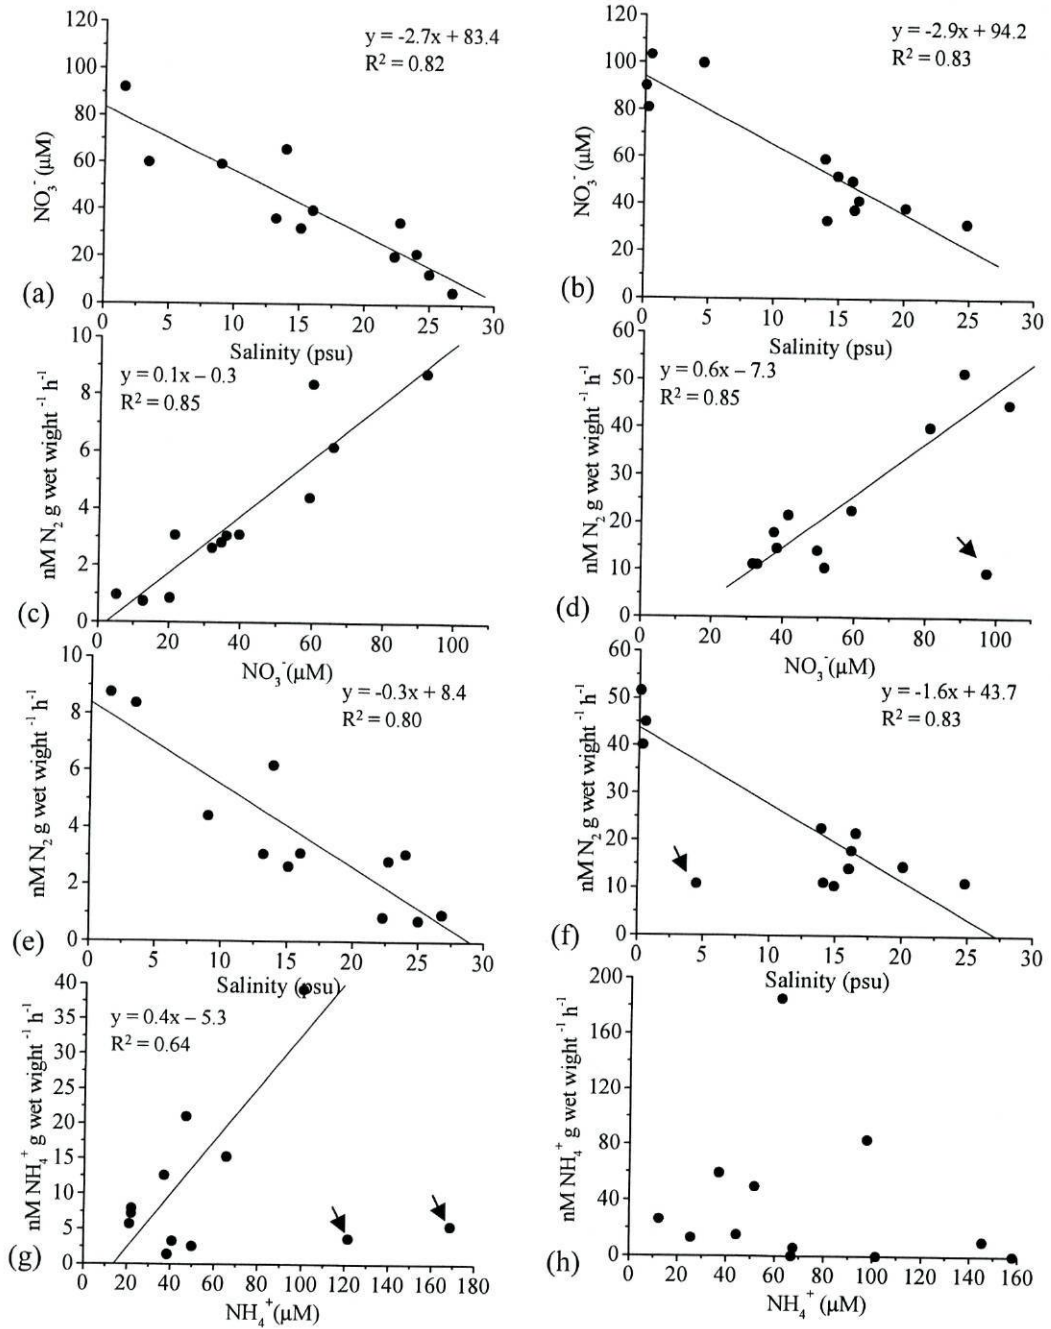 y = -2.7x + 83.4
R² = 0.82
120
100
80
60
40
20
0
NO₃⁻ (µM)
(a)
0 5 10 15 20 25 30
Salinity (psu)
y = -2.9x + 94.2
R² = 0.83
120
100
80
60
40
20
0
NO₃⁻ (µM)
(b)
0 5 10 15 20 25 30
Salinity (psu)
y = 0.1x – 0.3
R² = 0.85
10
8
6
4
2
0
nM N₂ g wet wight ⁻¹ h⁻¹
(c)
0 20 40 60 80 100
NO₃⁻(µM)
y = 0.6x – 7.3
R² = 0.85
60
50
40
30
20
10
0
nM N₂ g wet wight ⁻¹ h⁻¹
(d)
0 20 40 60 80 100
NO₃⁻(µM)
y = -0.3x + 8.4
R² = 0.80
10
8
6
4
2
0
nM N₂ g wet wight ⁻¹ h⁻¹
(e)
0 5 10 15 20 25 30
Salinity (psu)
y = -1.6x + 43.7
R² = 0.83
60
50
40
30
20
10
0
nM N₂ g wet wight ⁻¹ h⁻¹
(f)
0 5 10 15 20 25 30
Salinity (psu)
y = 0.4x – 5.3
R² = 0.64
40
35
30
25
20
15
10
5
0
nM NH₄⁺ g wet wight ⁻¹ h⁻¹
(g)
0 20 40 60 80 100 120 140 160 180
NH₄⁺(µM)
200
160
120
80
40
0
nM NH₄⁺ g wet wight ⁻¹ h⁻¹
(h)
0 20 40 60 80 100 120 140 160
NH₄⁺(µM)